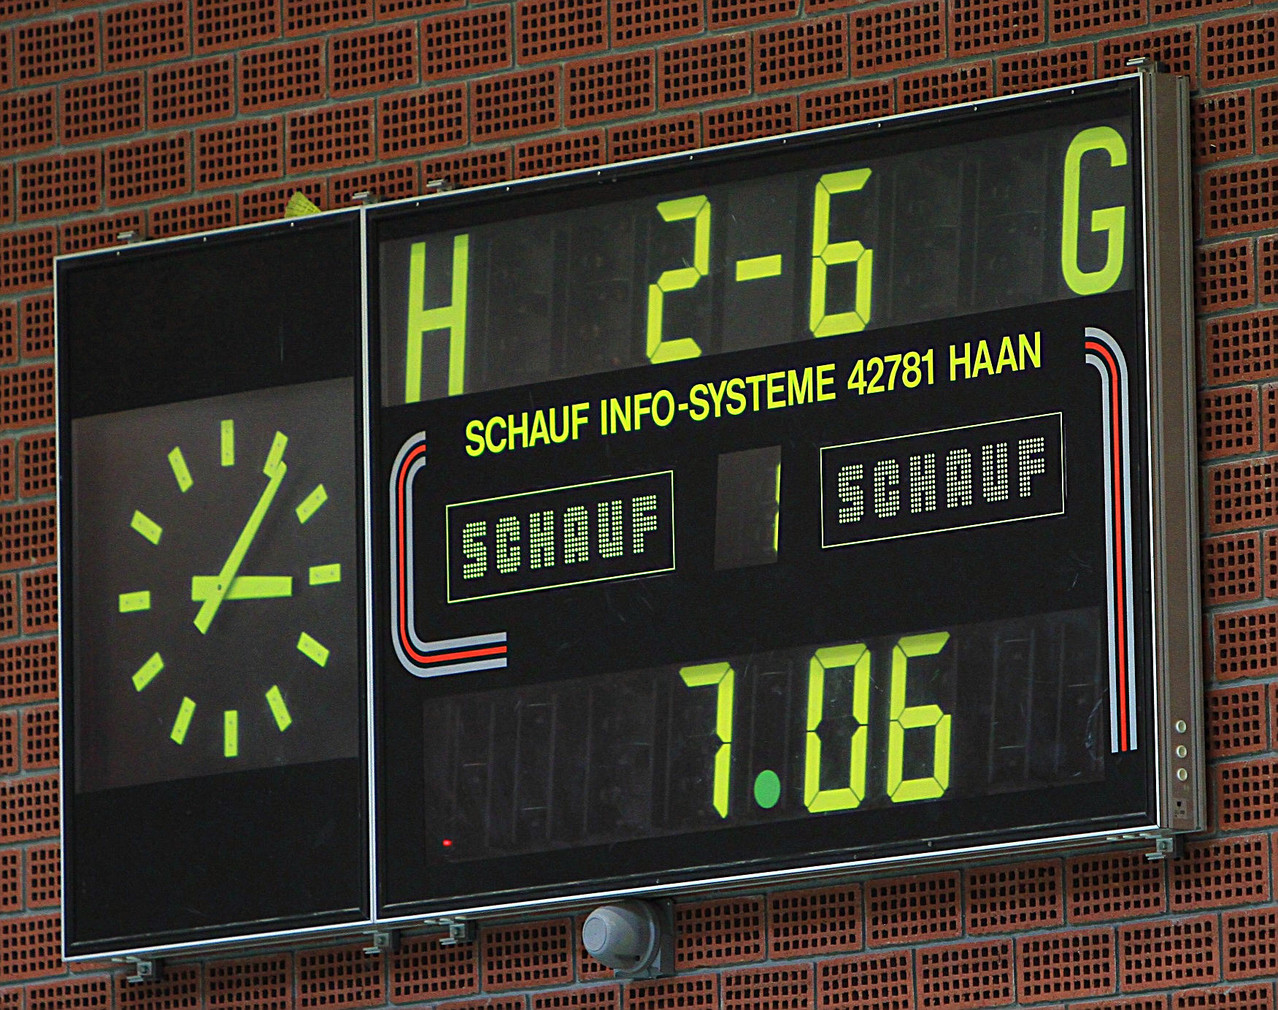 H 2-6 G
SCHAUF INFO-SYSTEME 42781 HAAN
SCHAUF 1 SCHAUF
7.06